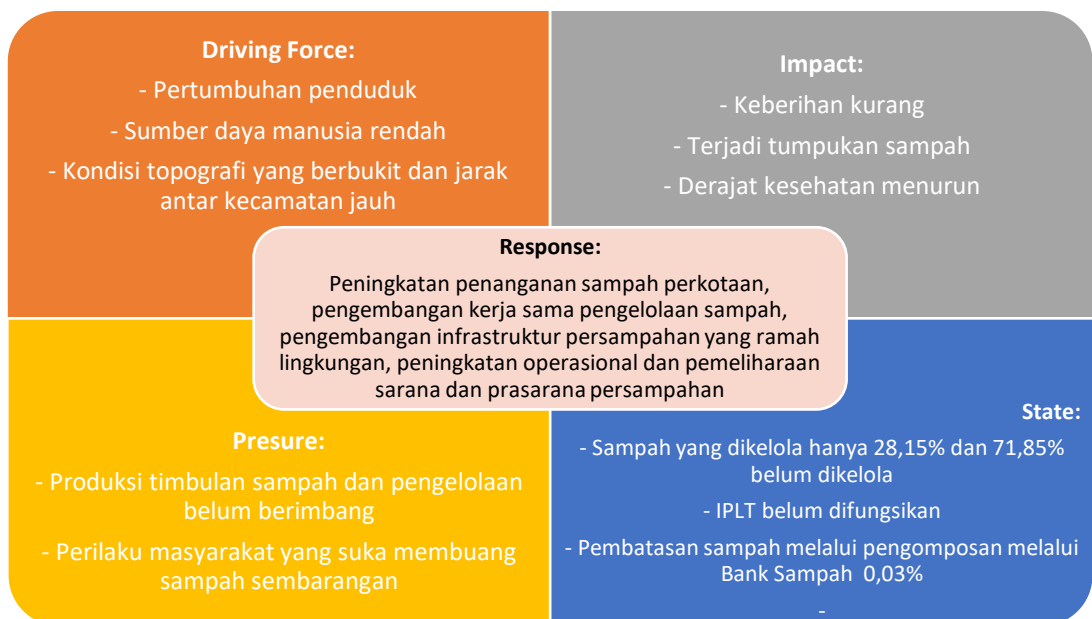 Driving Force:
- Pertumbuhan penduduk
- Sumber daya manusia rendah
- Kondisi topografi yang berbukit dan jarak
antar kecamatan jauh
Impact:
- Keberihan kurang
- Terjadi tumpukan sampah
- Derajat kesehatan menurun
Response:
Peningkatan penanganan sampah perkotaan,
pengembangan kerja sama pengelolaan sampah,
pengembangan infrastruktur persampahan yang ramah
lingkungan, peningkatan operasional dan pemeliharaan
sarana dan prasarana persampahan
Presure:
- Produksi timbulan sampah dan pengelolaan
belum berimbang
- Perilaku masyarakat yang suka membuang
sampah sembarangan
State:
- Sampah yang dikelola hanya 28,15% dan 71,85%
belum dikelola
- IPLT belum difungsikan
- Pembatasan sampah melalui pengomposan melalui
Bank Sampah 0,03%
-